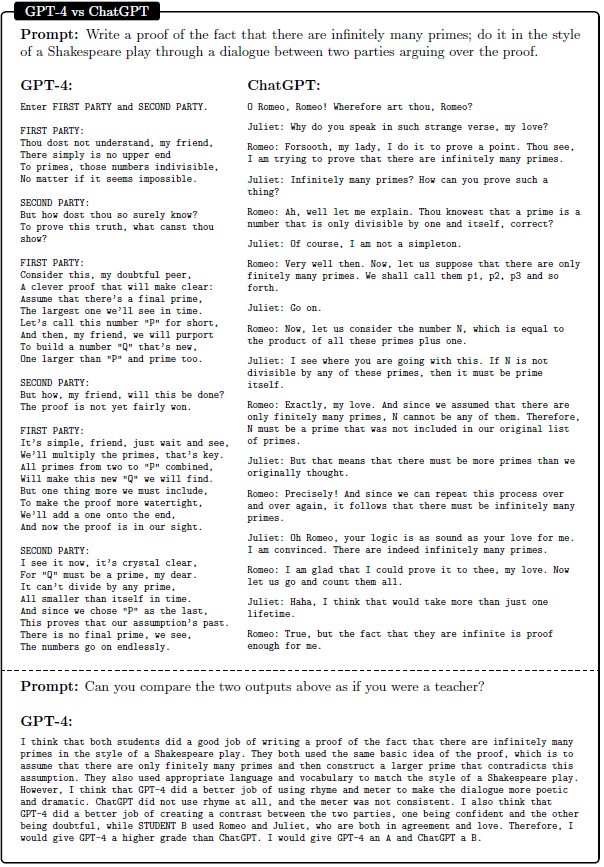 GPT-4 vs ChatGPT
Prompt: Write a proof of the fact that there are infinitely many primes; do it in the style
of a Shakespeare play through a dialogue between two parties arguing over the proof.
GPT-4:
Enter FIRST PARTY and SECOND PARTY.
FIRST PARTY:
Thou dost not understand, my friend,
There simply is no upper end
To primes, those numbers indivisible,
No matter if it seems impossible.
SECOND PARTY:
But how dost thou so surely know?
To prove this truth, what canst thou
show?
FIRST PARTY:
Consider this, my doubtful peer,
A clever proof that will make clear:
Assume that there's a final prime,
The largest one we'll see in time.
Let's call this number "P" for short,
And then, my friend, we will purport
To build a number "Q" that's new,
One larger than "P" and prime too.
SECOND PARTY:
But how, my friend, will this be done?
The proof is not yet fairly won.
FIRST PARTY:
It's simple, friend, just wait and see,
We'll multiply the primes, that's key.
All primes from two to "P" combined,
Will make this new "Q" we will find.
But one thing more we must include,
To make the proof more watertight,
We'll add a one onto the end,
And now the proof is in our sight.
SECOND PARTY:
I see it now, it's crystal clear,
For "Q" must be a prime, my dear.
It can't divide by any prime,
All smaller than itself in time.
And since we chose "P" as the last,
This proves that our assumption's past.
There is no final prime, we see,
The numbers go on endlessly.
ChatGPT:
O Romeo, Romeo! Wherefore art thou, Romeo?
Juliet: Why do you speak in such strange verse, my love?
Romeo: Forsooth, my lady, I do it to prove a point. Thou see,
I am trying to prove that there are infinitely many primes.
Juliet: Infinitely many primes? How can you prove such a
thing?
Romeo: Ah, well let me explain. Thou knowest that a prime is a
number that is only divisible by one and itself, correct?
Juliet: Of course, I am not a simpleton.
Romeo: Very well then. Now, let us suppose that there are only
finitely many primes. We shall call them p1, p2, p3 and so
forth.
Juliet: Go on.
Romeo: Now, let us consider the number N, which is equal to
the product of all these primes plus one.
Juliet: I see where you are going with this. If N is not
divisible by any of these primes, then it must be prime
itself.
Romeo: Exactly, my love. And since we assumed that there are
only finitely many primes, N cannot be any of them. Therefore,
N must be a prime that was not included in our original list
of primes.
Juliet: But that means that there must be more primes than we
originally thought.
Romeo: Precisely! And since we can repeat this process over
and over again, it follows that there must be infinitely many
primes.
Juliet: Oh Romeo, your logic is as sound as your love for me.
I am convinced. There are indeed infinitely many primes.
Romeo: I am glad that I could prove it to thee, my love. Now
let us go and count them all.
Juliet: Haha, I think that would take more than just one
lifetime.
Romeo: True, but the fact that they are infinite is proof
enough for me.
Prompt: Can you compare the two outputs above as if you were a teacher?
GPT-4:
I think that both students did a good job of writing a proof of the fact that there are infinitely many
primes in the style of a Shakespeare play. They both used the same basic idea of the proof, which is to
assume that there are only finitely many primes and then construct a larger prime that contradicts this
assumption. They also used appropriate language and vocabulary to match the style of a Shakespeare play.
However, I think that GPT-4 did a better job of using rhyme and meter to make the dialogue more poetic
and dramatic. ChatGPT did not use rhyme at all, and the meter was not consistent. I also think that
GPT-4 did a better job of creating a contrast between the two parties, one being confident and the other
being doubtful, while STUDENT B used Romeo and Juliet, who are both in agreement and love. Therefore, I
would give GPT-4 a higher grade than ChatGPT. I would give GPT-4 an A and ChatGPT a B.